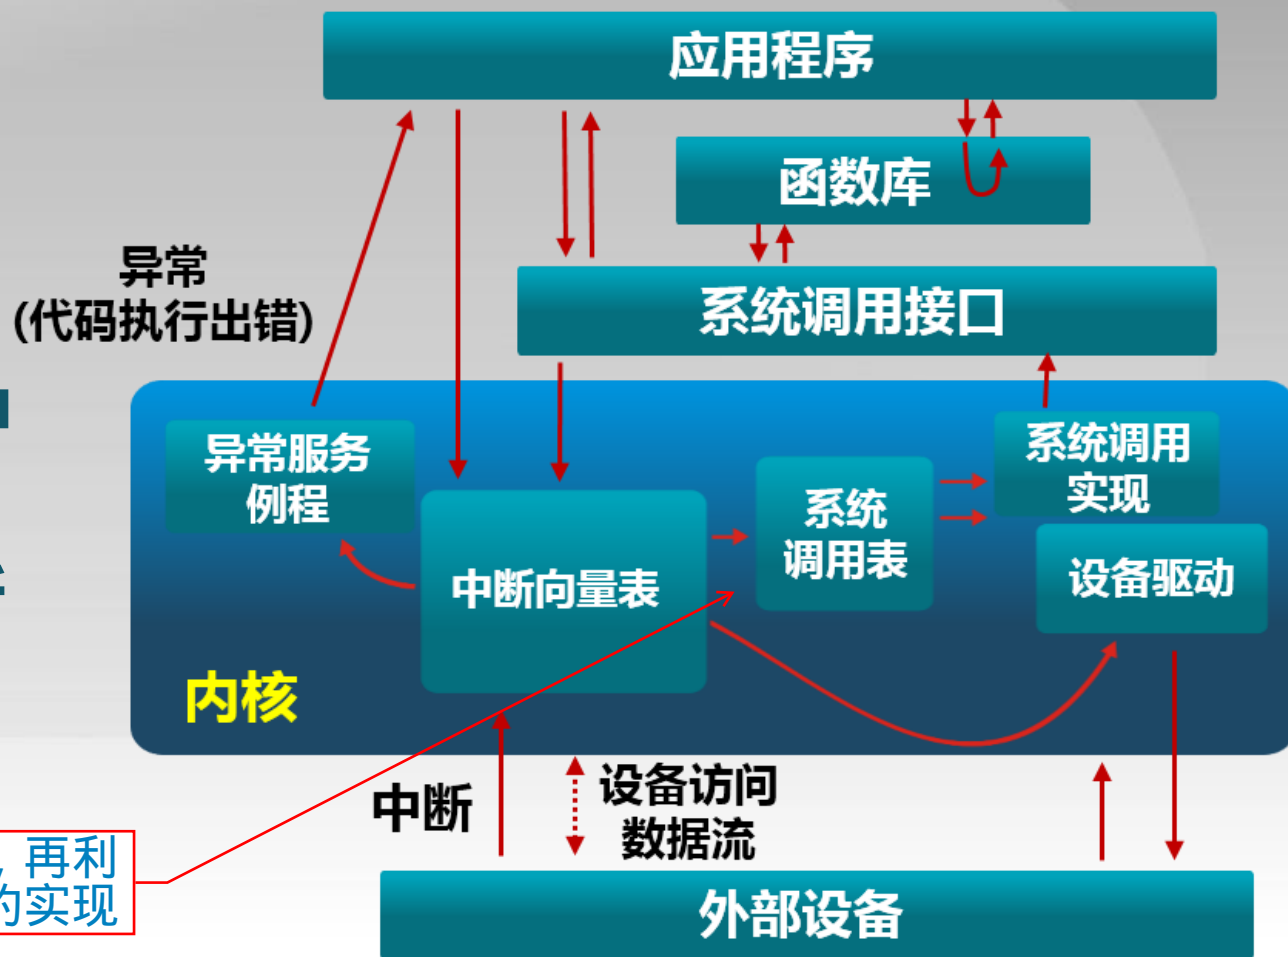 应用程序
函数库
异常
(代码执行出错)
系统调用接口
异常服务
例程
系统调用
实现
系统
调用表
中断向量表
设备驱动
内核
中断
设备访问
数据流
，再利
的实现
外部设备